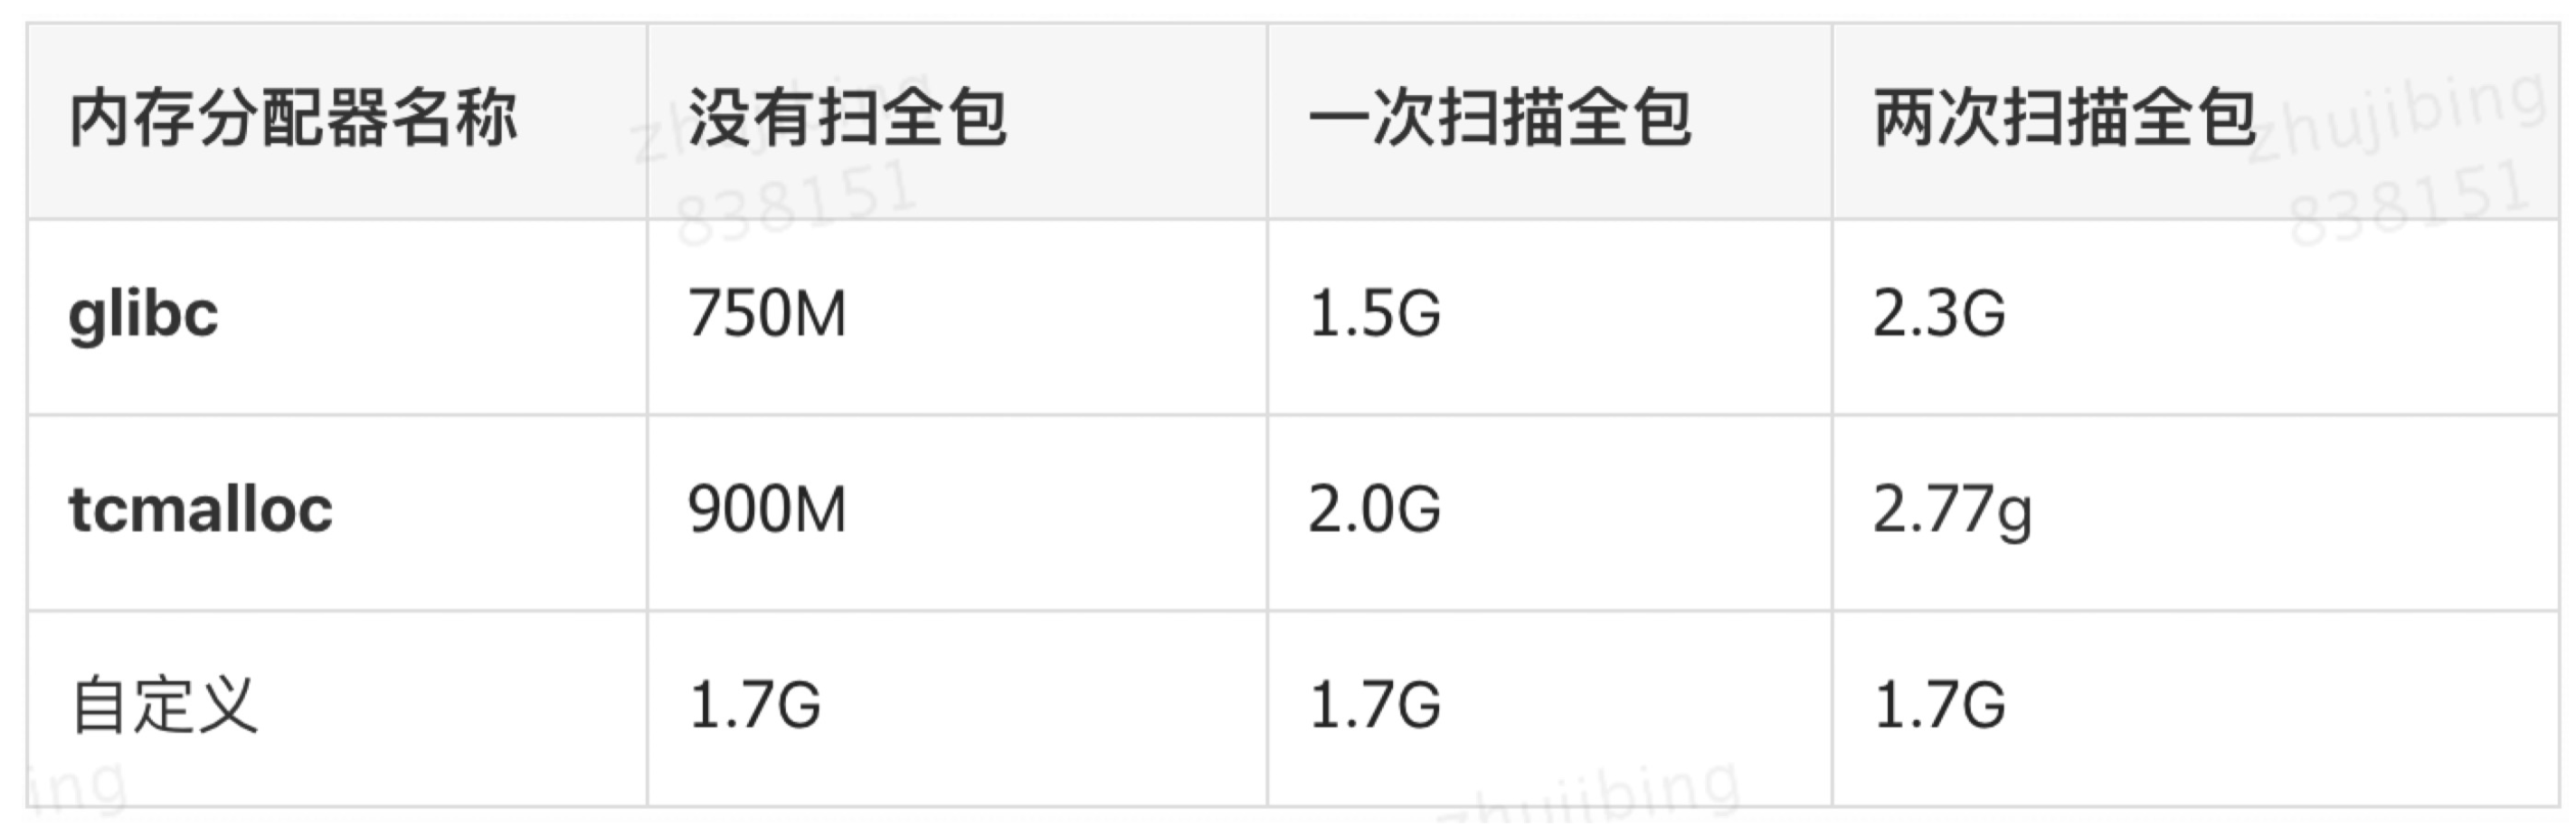 内存分配器名称 没有扫全包 一次扫描全包 两次扫描全包
zhujibing zhujibing
838151 838151
glibc 750M 1.5G 2.3G
tcmalloc 900M 2.0G 2.77g
自定义 1.7G 1.7G 1.7G
ing zhujibing